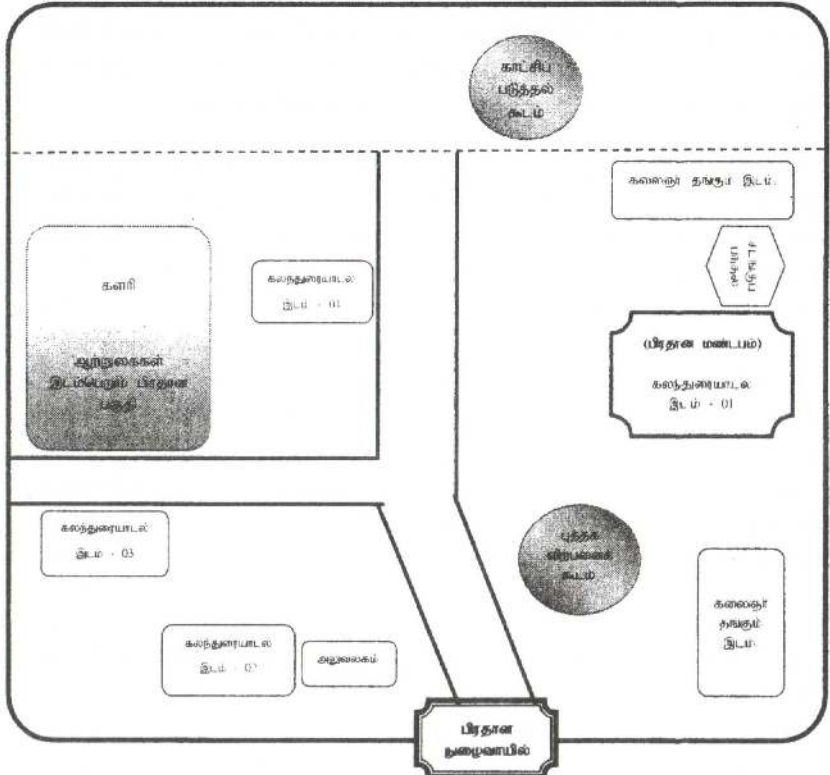 காட்சிப்
படுத்தல்
கூடம்
கலைஞர் தங்கும் இடம்
களரி
கலந்துரையாடல்
இடம் - 01
ஆற்றுகைகள்
இடம்பெறும் பிரதான
பகுதி
(பிரதான மண்டபம்)
கலந்துரையாடல்
இடம் - 01
கலந்துரையாடல்
இடம் - 03
புத்தக
விற்பனைக்
கூடம்
கலைஞர்
தங்கும்
இடம்
கலந்துரையாடல்
இடம் - 02
அலுவலகம்
பிரதான
நுழைவாயில்